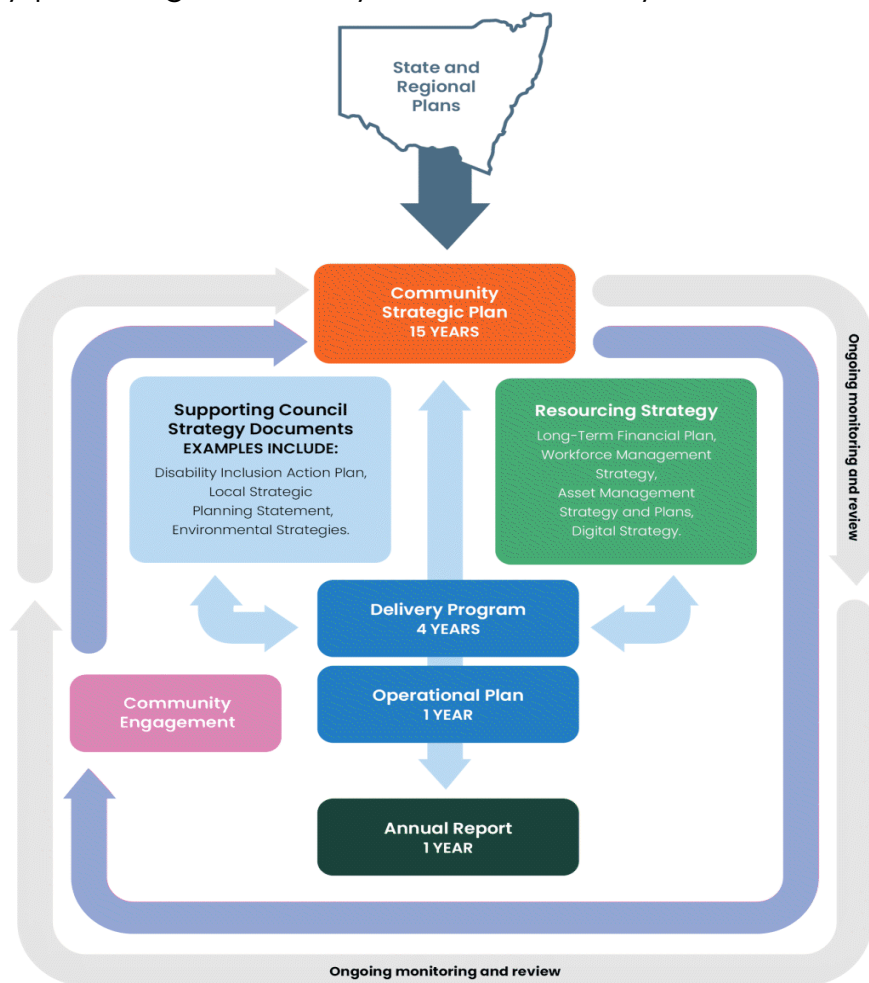 State and
Regional
Plans
Community
Strategic Plan
15 YEARS
Supporting Council
Strategy Documents
EXAMPLES INCLUDE:
Disability Inclusion Action Plan,
Local Strategic
Planning Statement,
Environmental Strategies.
Resourcing Strategy
Long-Term Financial Plan,
Workforce Management
Strategy,
Asset Management
Strategy and Plans,
Digital Strategy.
Ongoing monitoring and review
Delivery Program
4 YEARS
Operational Plan
1 YEAR
Community
Engagement
Annual Report
1 YEAR
Ongoing monitoring and review